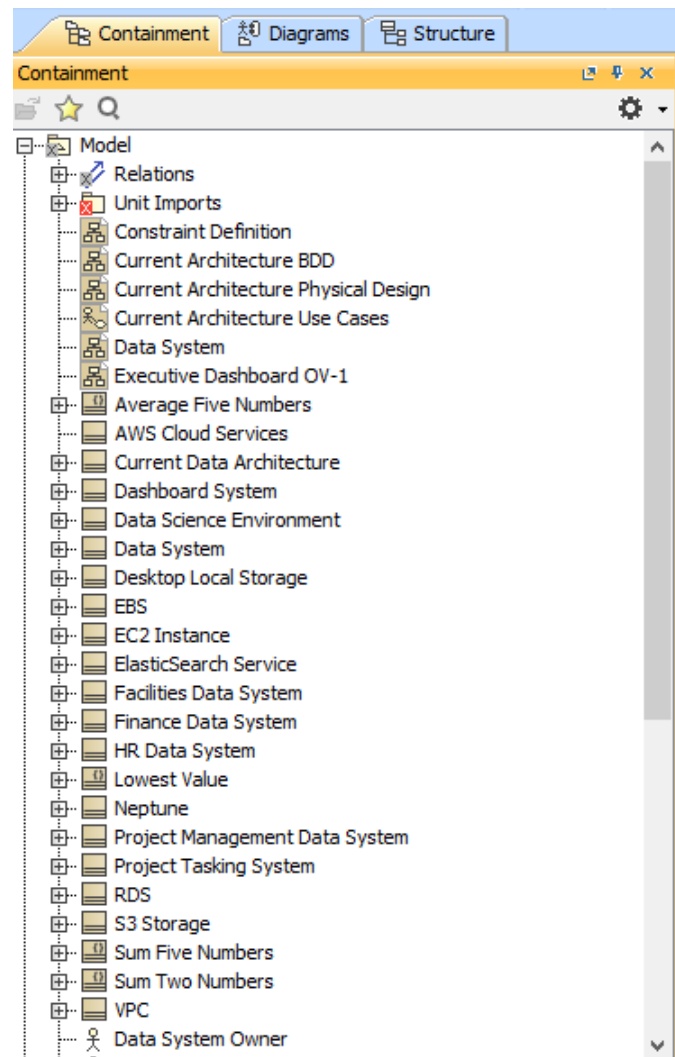 Containment Diagrams Structure
Containment
Model
Relations
Unit Imports
Constraint Definition
Current Architecture BDD
Current Architecture Physical Design
Current Architecture Use Cases
Data System
Executive Dashboard OV-1
Average Five Numbers
AWS Cloud Services
Current Data Architecture
Dashboard System
Data Science Environment
Data System
Desktop Local Storage
EBS
EC2 Instance
ElasticSearch Service
Facilities Data System
Finance Data System
HR Data System
Lowest Value
Neptune
Project Management Data System
Project Tasking System
RDS
S3 Storage
Sum Five Numbers
Sum Two Numbers
VPC
Data System Owner